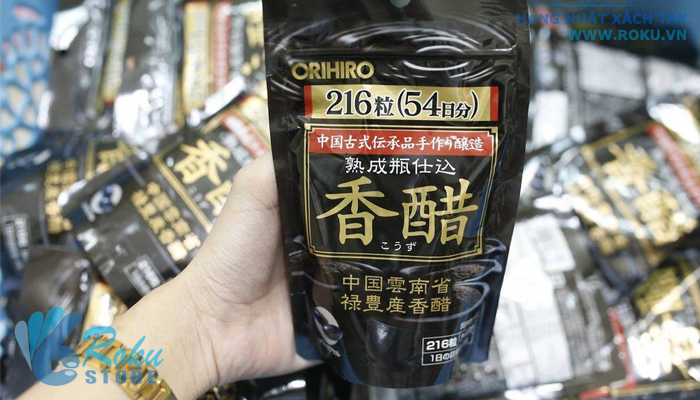 HÀNG NHẬT XÁCH TAY
WWW.ROKU.VN
ORIHIRO
216粒(54日分)
中国古式伝承品手作り醸造
熟成瓶仕込
香醋
こうず
中国雲南省
禄豊産香醋
216粒
1日の
Roku
STORE